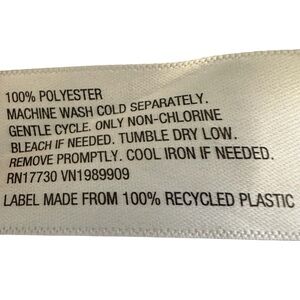 100% POLYESTER
MACHINE WASH COLD SEPARATELY.
GENTLE CYCLE. ONLY NON-CHLORINE
BLEACH IF NEEDED. TUMBLE DRY LOW.
REMOVE PROMPTLY. COOL IRON IF NEEDED.
RN17730 VN1989909
LABEL MADE FROM 100% RECYCLED PLASTIC